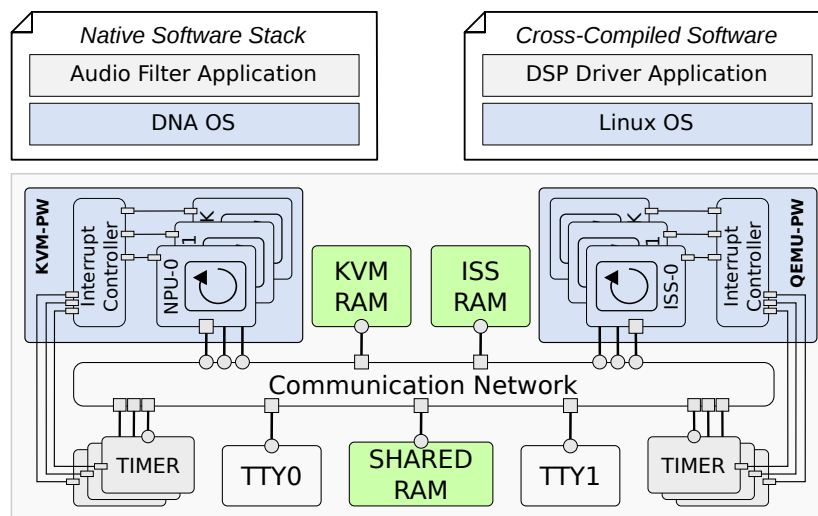 Native Software Stack
Audio Filter Application
DNA OS
Cross-Compiled Software
DSP Driver Application
Linux OS
KVM-PW
Interrupt
Controller
K
1
NPU-0
KVM
RAM
ISS
RAM
K
1
ISS-0
Interrupt
Controller
QEMU-PW
Communication Network
TIMER
TTY0
SHARED
RAM
TTY1
TIMER